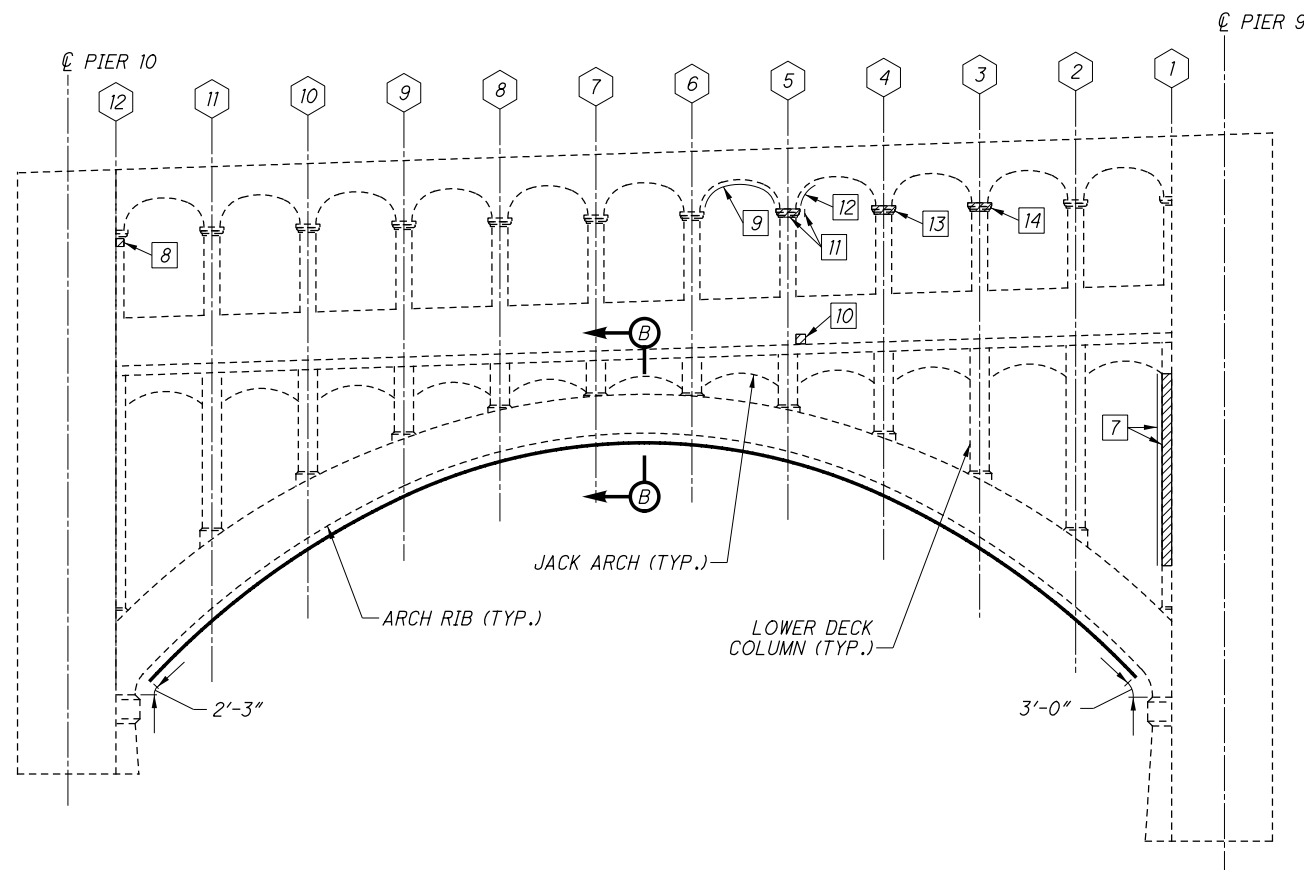 ℄ PIER 9
℄ PIER 10
12
11
10
9
8
7
6
5
4
3
2
1
8
9
12
11
13
14
10
B
7
B
JACK ARCH (TYP.)
ARCH RIB (TYP.)
LOWER DECK
COLUMN (TYP.)
2'-3"
3'-0"